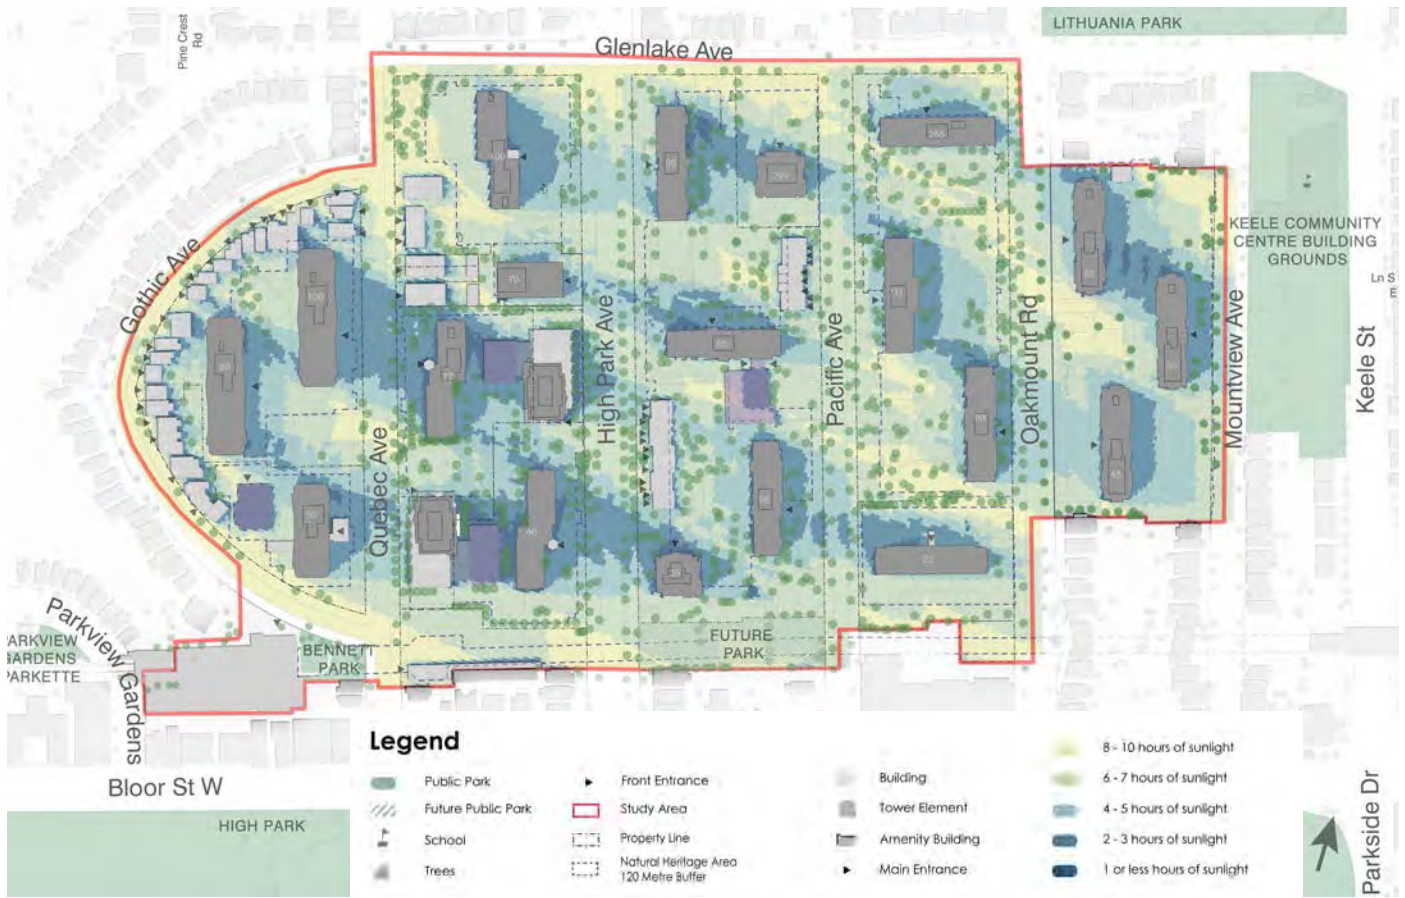 LITHUANIA PARK
Pine Crest
Rd
Glenlake Ave
KEELE COMMUNITY
CENTRE BUILDING
GROUNDS
Ln S
E
Gothic Ave
Quebec Ave
High Park Ave
Pacific Ave
Oakmount Rd
Mountview Ave
Keele St
FUTURE
PARK
BENNETT
PARK
Parkview Gardens
ARKVIEW
GARDENS
PARKETTE
Bloor St W
HIGH PARK
Parkside Dr
Legend
Public Park
Future Public Park
School
Trees
Front Entrance
Study Area
Property Line
Natural Heritage Area
120 Metre Buffer
Building
Tower Element
Amenity Building
Main Entrance
8 - 10 hours of sunlight
6 - 7 hours of sunlight
4 - 5 hours of sunlight
2 - 3 hours of sunlight
1 or less hours of sunlight